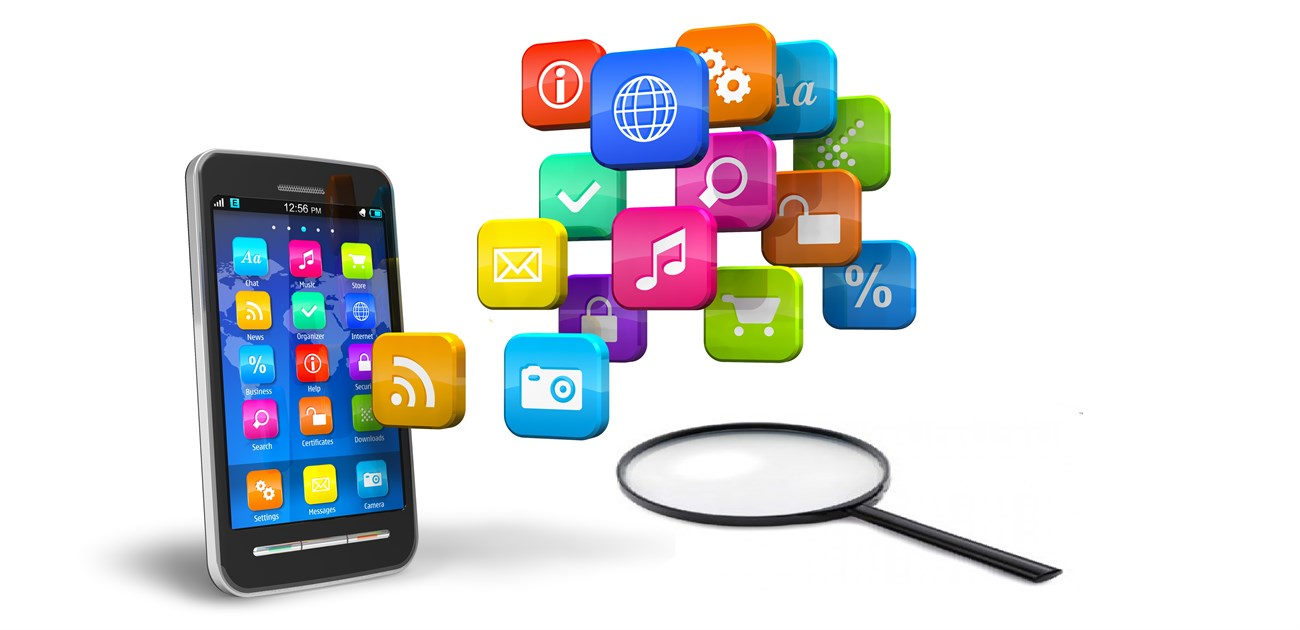 E 12:56 PM
Aa
Chat Music Store
News Organizer Internet
%
Business Help Securi
Search Certificates Downloads
Settings Messages Camera
Aa
%